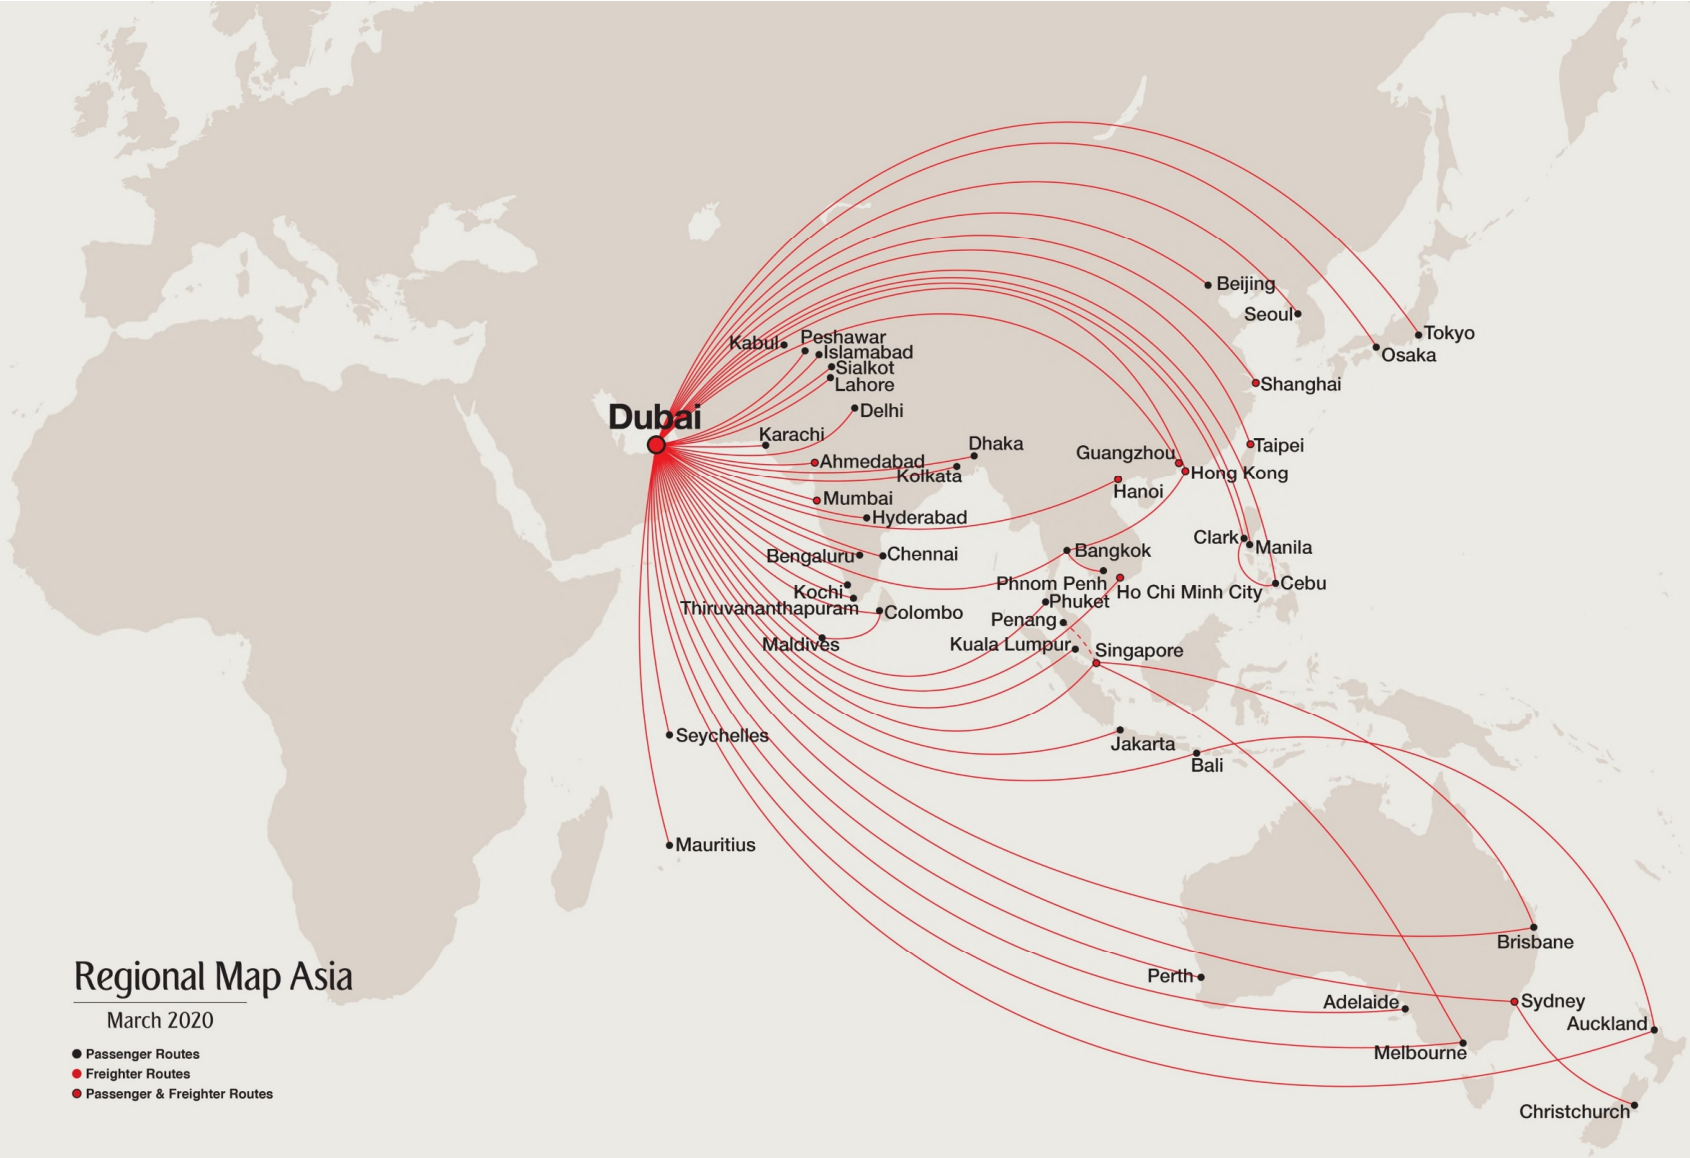 Beijing
Seoul
Tokyo
Osaka
Kabul
Peshawar
Islamabad
Sialkot
Lahore
Shanghai
Dubai
Delhi
Karachi
Dhaka
Taipei
Guangzhou
Ahmedabad
Kolkata
Hong Kong
Hanoi
Mumbai
Hyderabad
Clark
Manila
Bengaluru
Chennai
Bangkok
Phnom Penh
Cebu
Kochi
Ho Chi Minh City
Phuket
Thiruvananthapuram
Colombo
Penang
Maldives
Kuala Lumpur
Singapore
Seychelles
Jakarta
Bali
Mauritius
Brisbane
Perth
Adelaide
Sydney
Auckland
Melbourne
Christchurch
Regional Map Asia
March 2020
Passenger Routes
Freighter Routes
Passenger & Freighter Routes